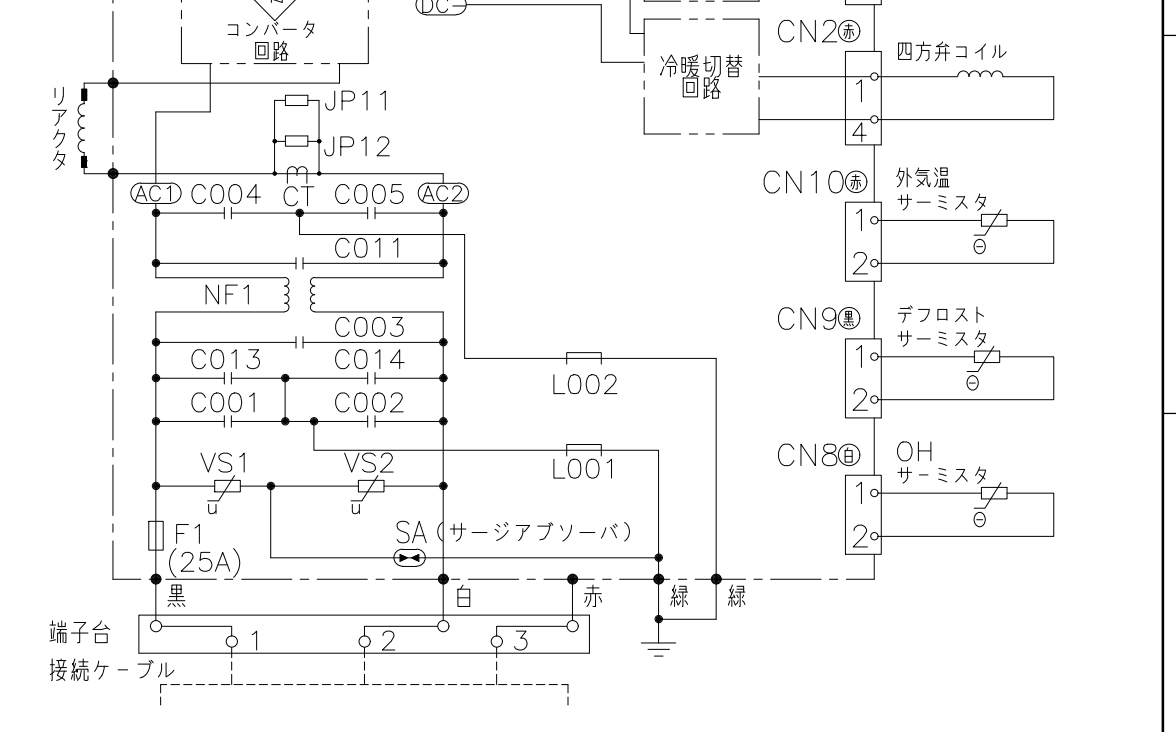 DC−
コンバータ
回路
CN2㊍赤
四方弁コイル
冷暖切替
回路
1
4
リアクタ
JP11
JP12
AC1
C004
CT
C005
AC2
CN10赤
外気温
サーミスタ
1
2
C011
NF1
CN9黒
デフロスト
サーミスタ
1
2
C003
C013
C014
L002
C001
C002
CN8白
OH
サーミスタ
1
2
L001
VS1
VS2
u
u
F1
(25A)
SA(サージアブソーバ)
黒
白
赤
緑
緑
端子台
1
2
3
接続ケーブル